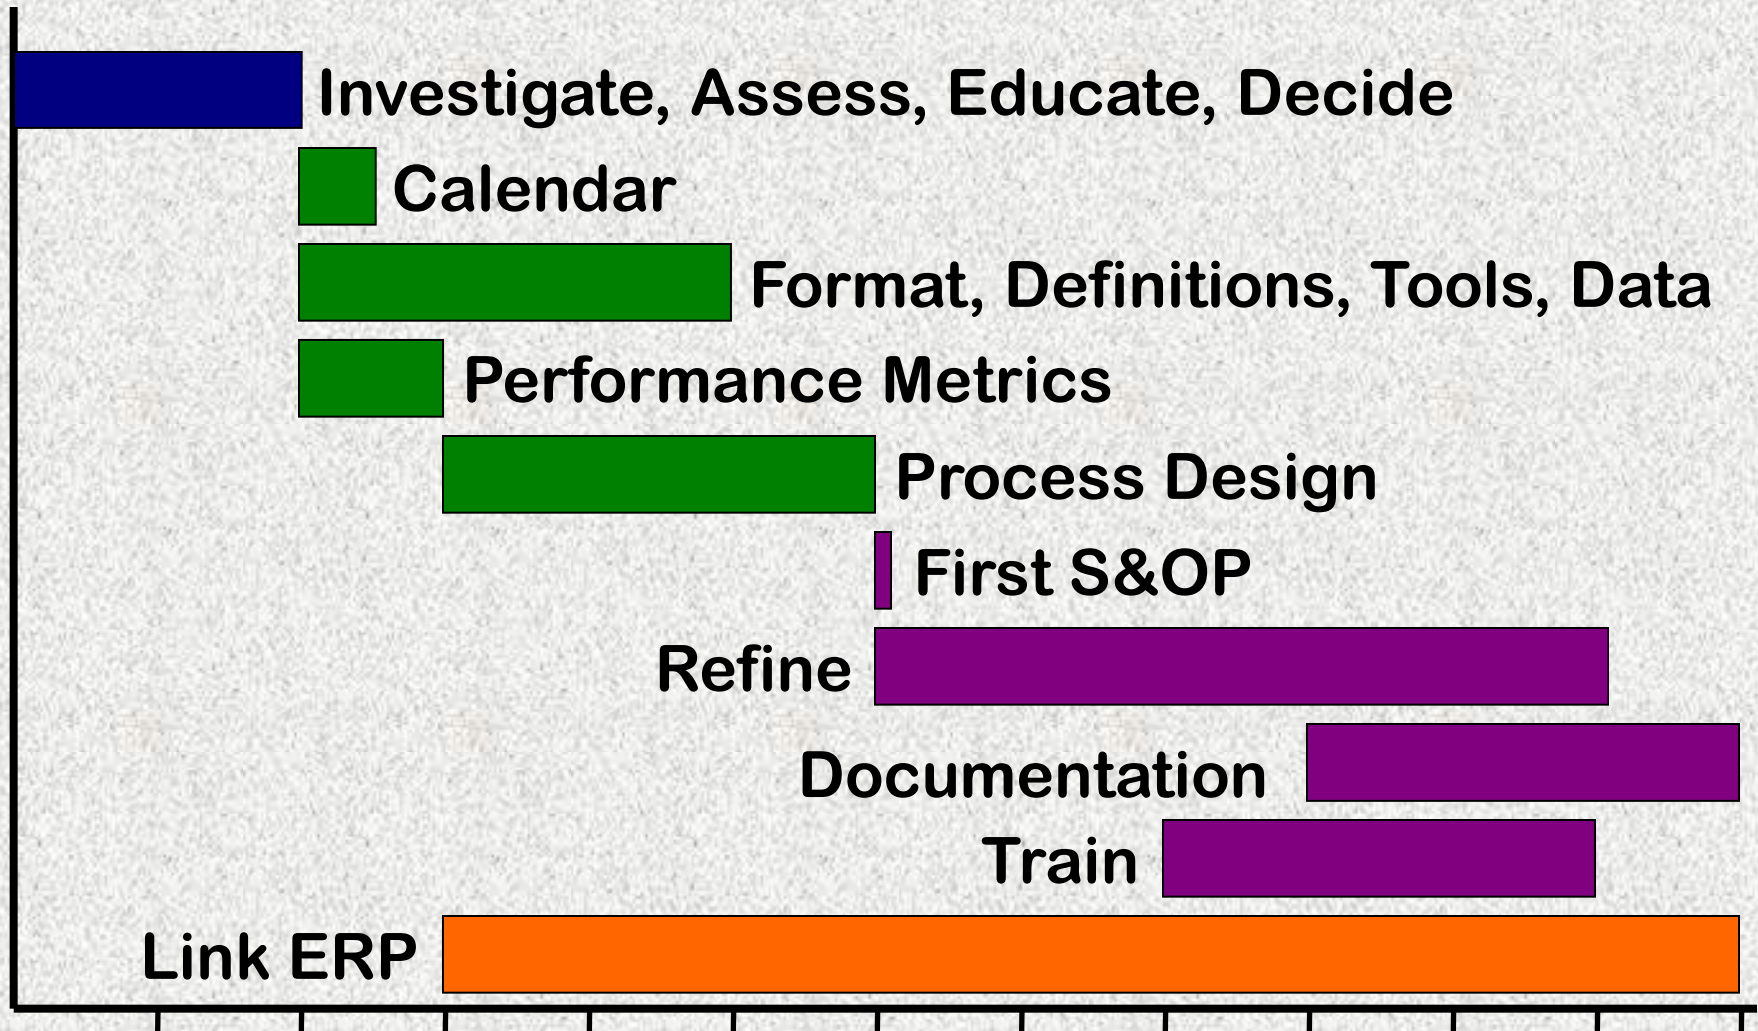 Investigate, Assess, Educate, Decide
Calendar
Format, Definitions, Tools, Data
Performance Metrics
Process Design
First S&OP
Refine
Documentation
Train
Link ERP